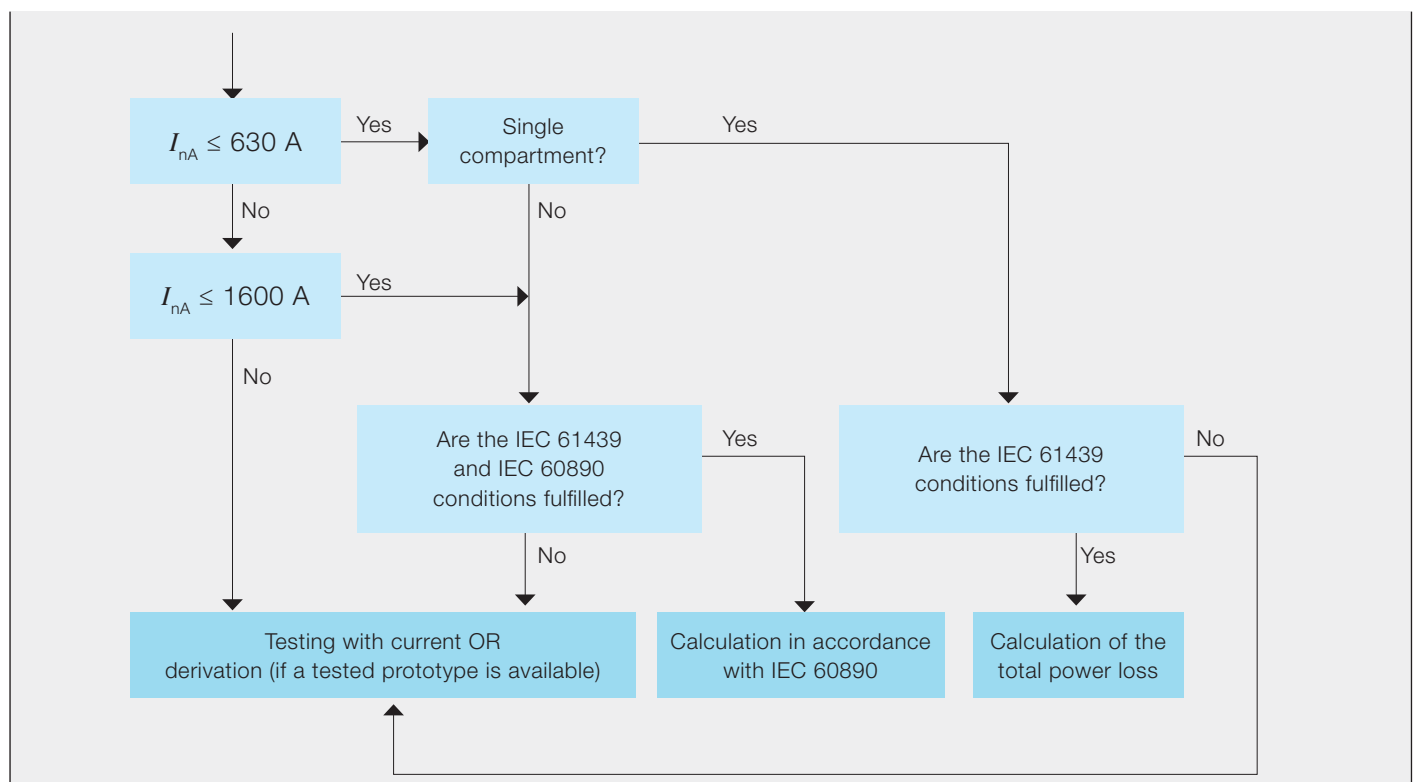 I_nA ≤ 630 A
Yes
Single
compartment?
Yes
No
No
I_nA ≤ 1600 A
Yes
No
Are the IEC 61439
and IEC 60890
conditions fulfilled?
Yes
Are the IEC 61439
conditions fulfilled?
No
No
Yes
Testing with current OR
derivation (if a tested prototype is available)
Calculation in accordance
with IEC 60890
Calculation of the
total power loss